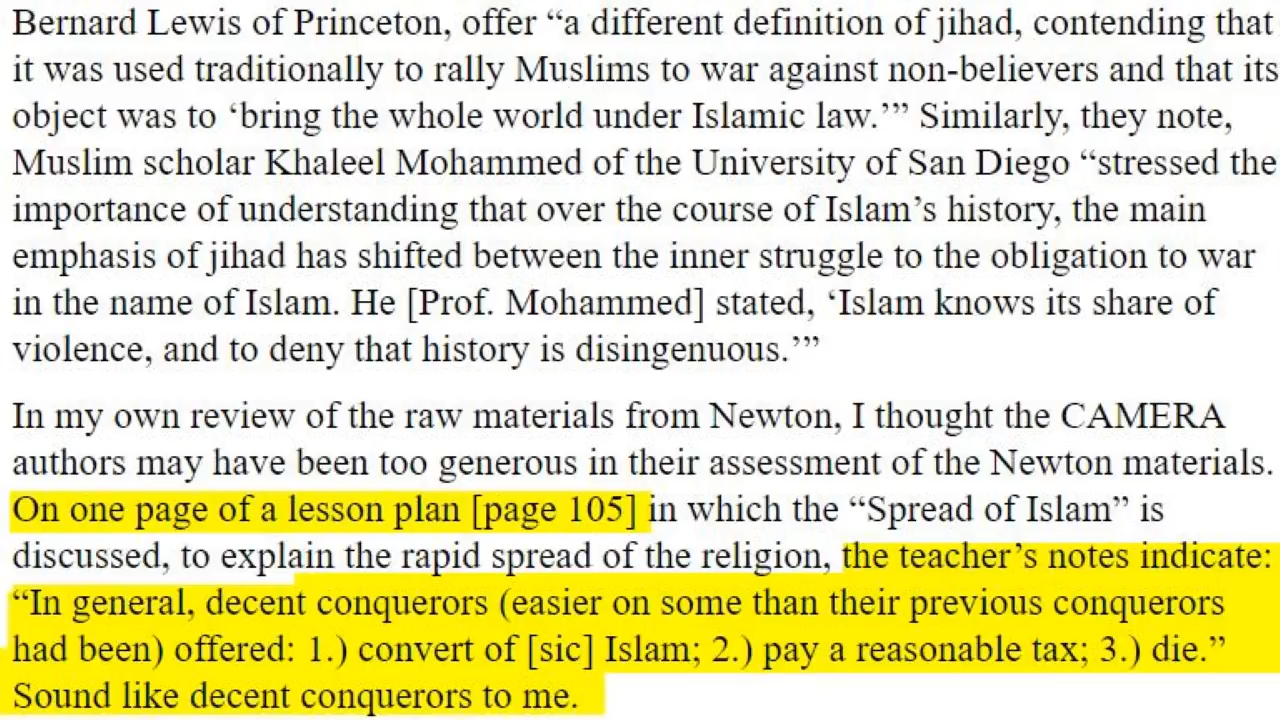 Bernard Lewis of Princeton, offer “a different definition of jihad, contending that
it was used traditionally to rally Muslims to war against non-believers and that its
object was to ‘bring the whole world under Islamic law.’” Similarly, they note,
Muslim scholar Khaleel Mohammed of the University of San Diego “stressed the
importance of understanding that over the course of Islam’s history, the main
emphasis of jihad has shifted between the inner struggle to the obligation to war
in the name of Islam. He [Prof. Mohammed] stated, ‘Islam knows its share of
violence, and to deny that history is disingenuous.’”
In my own review of the raw materials from Newton, I thought the CAMERA
authors may have been too generous in their assessment of the Newton materials.
On one page of a lesson plan [page 105] in which the “Spread of Islam” is
discussed, to explain the rapid spread of the religion, the teacher’s notes indicate:
“In general, decent conquerors (easier on some than their previous conquerors
had been) offered: 1.) convert of [sic] Islam; 2.) pay a reasonable tax; 3.) die.”
Sound like decent conquerors to me.